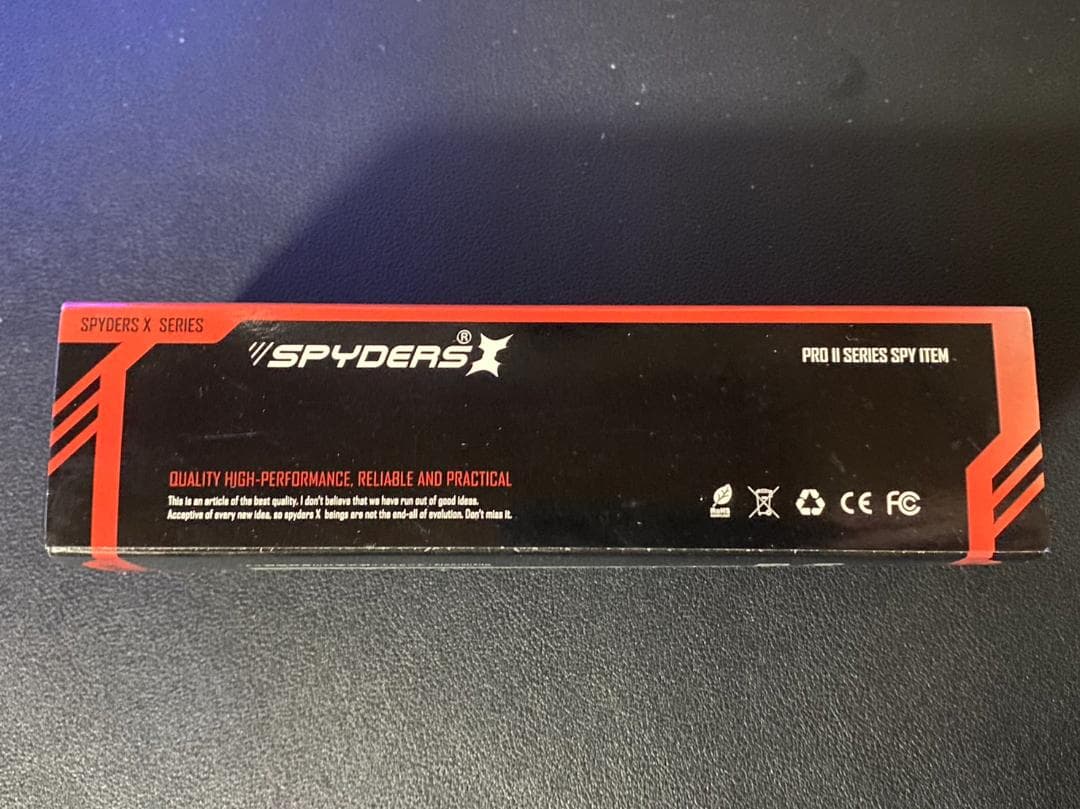 SPYDERS X SERIES
SPYDERS X ®
PRO II SERIES SPY ITEM
QUALITY HIGH-PERFORMANCE, RELIABLE AND PRACTICAL
This is an article of the best quality. I don't believe that we have run out of good ideas.
Acceptive of every new idea, so spyders X beings are not the end-all of evolution. Don't miss it.
RoHS
CE FC